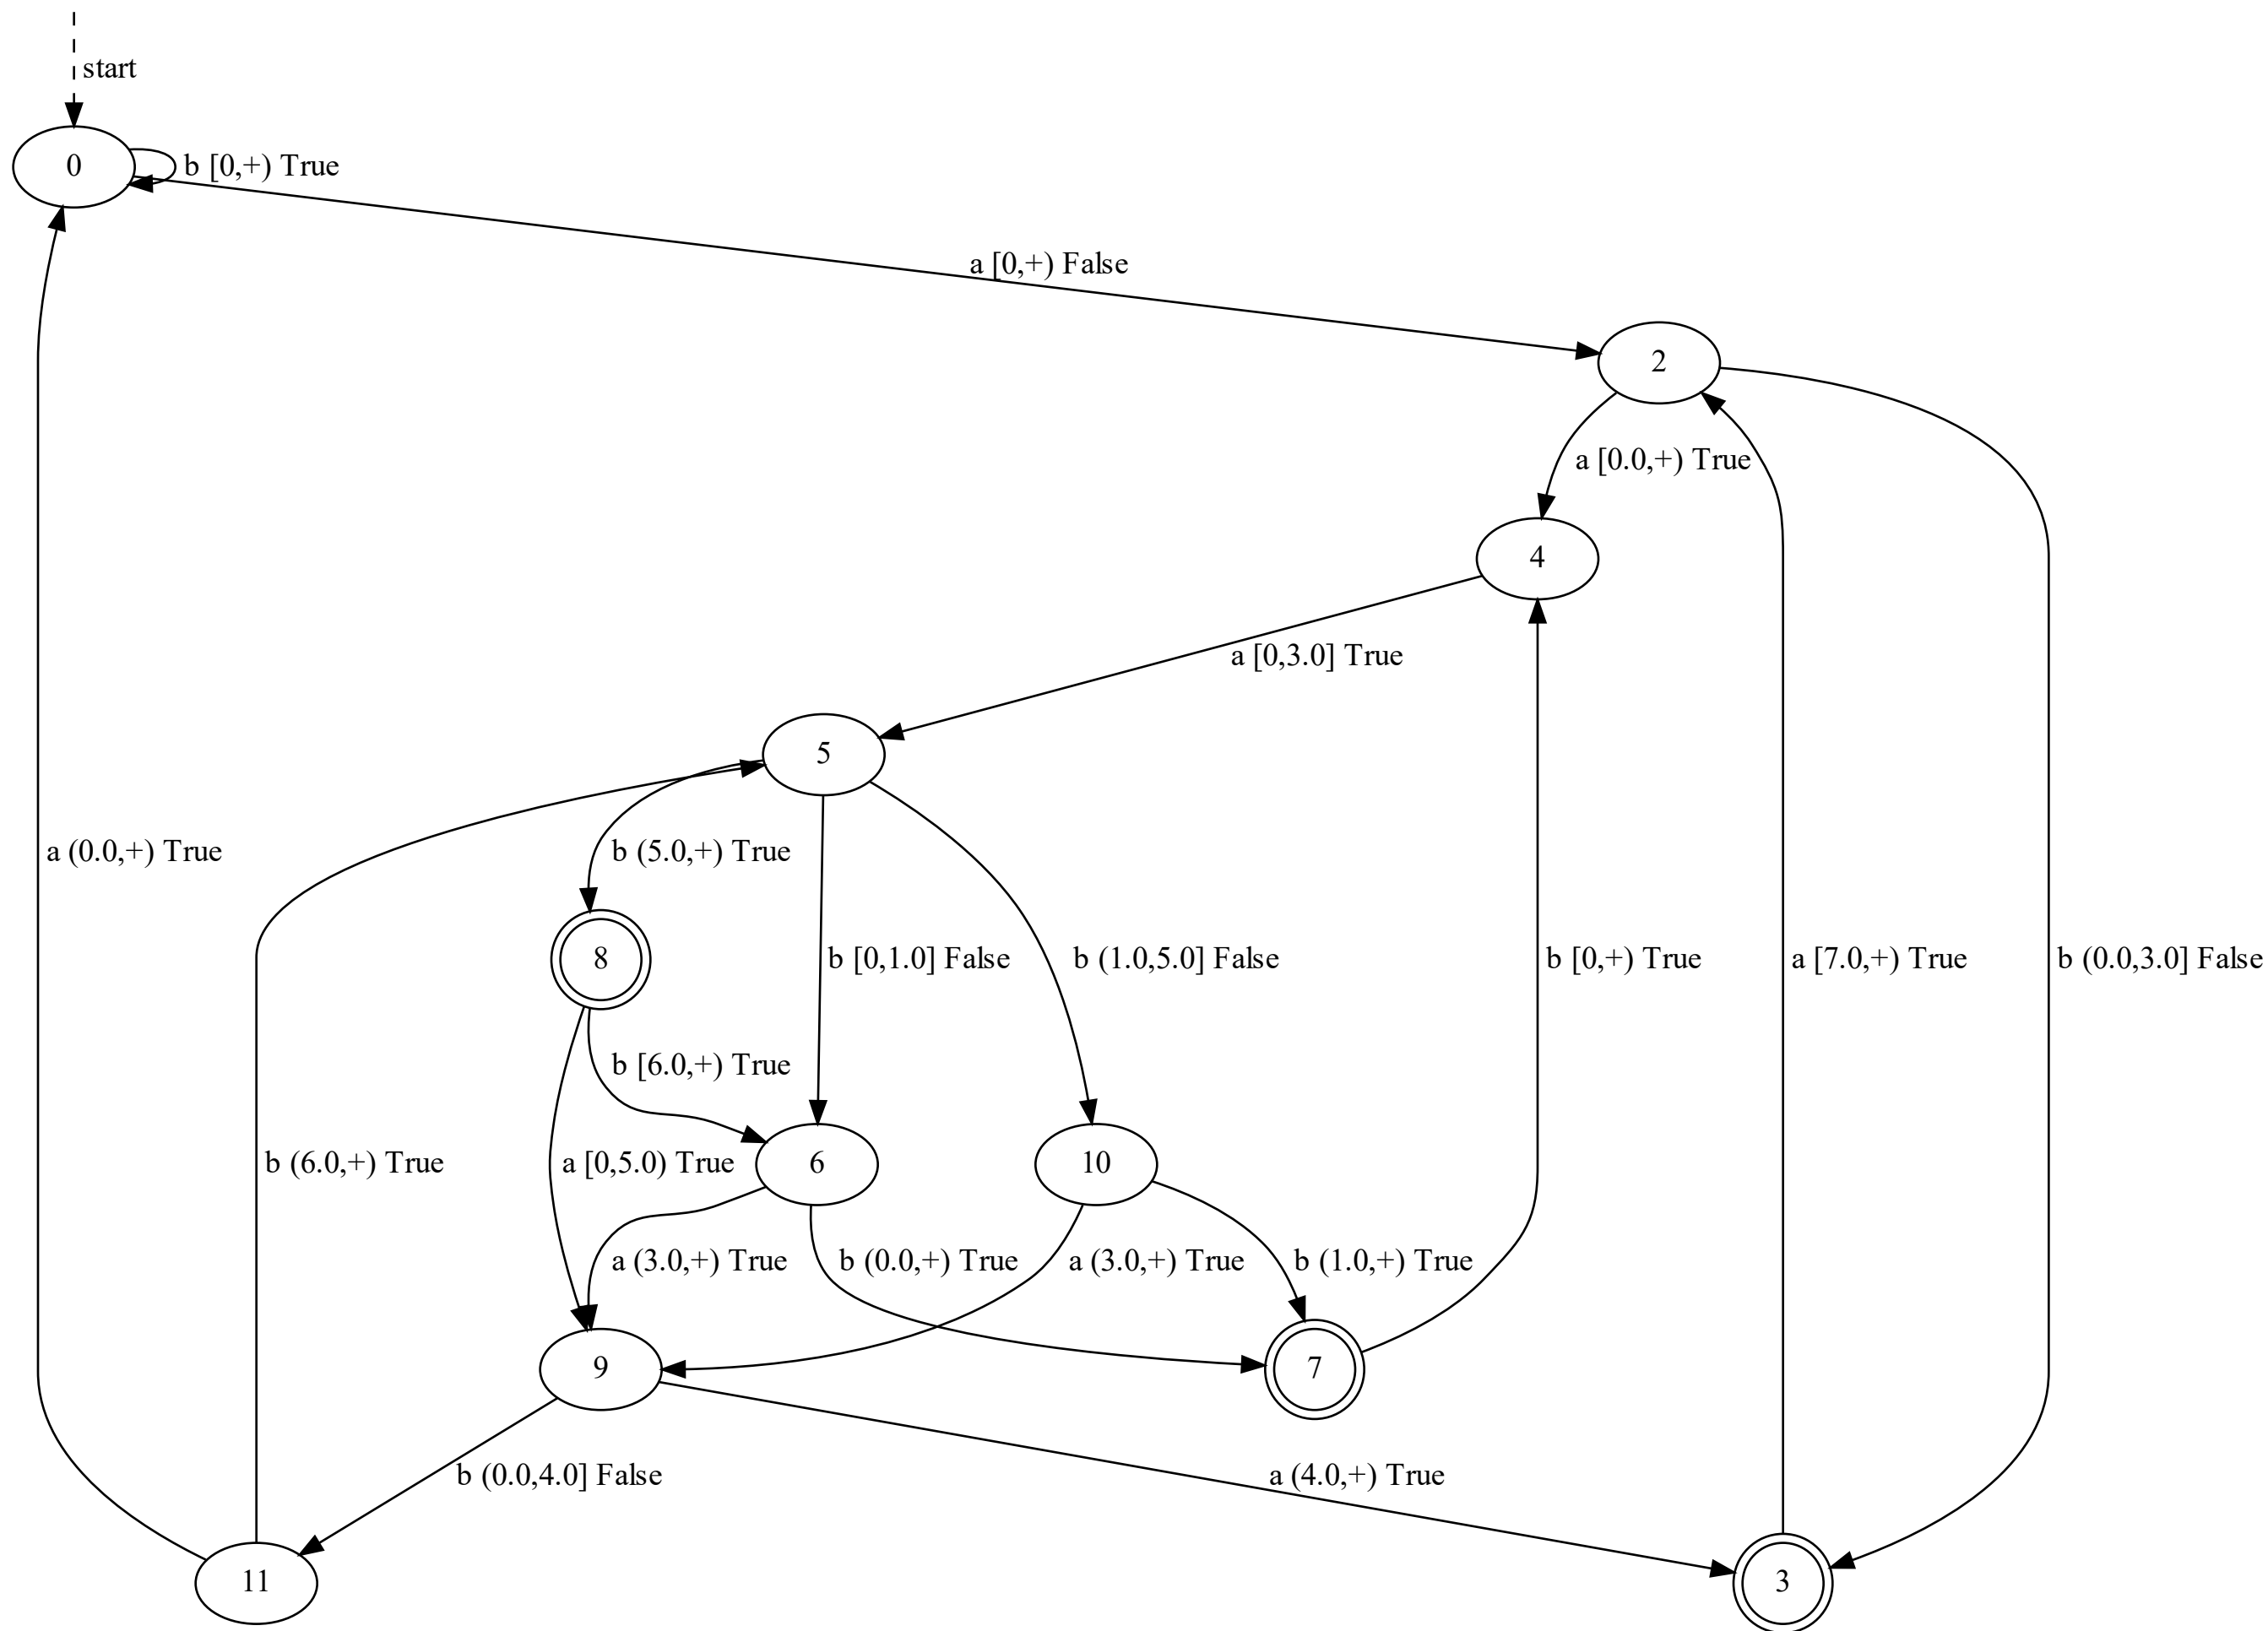 start
0
b [0,+) True
a [0,+) False
2
a [0.0,+) True
4
a [0,3.0] True
5
a (0.0,+) True
b (5.0,+) True
8
b [0,1.0] False
b (1.0,5.0] False
b [0,+) True
a [7.0,+) True
b (0.0,3.0] False
b [6.0,+) True
b (6.0,+) True
a [0,5.0) True
6
10
a (3.0,+) True
b (0.0,+) True
a (3.0,+) True
b (1.0,+) True
9
7
b (0.0,4.0] False
a (4.0,+) True
11
3